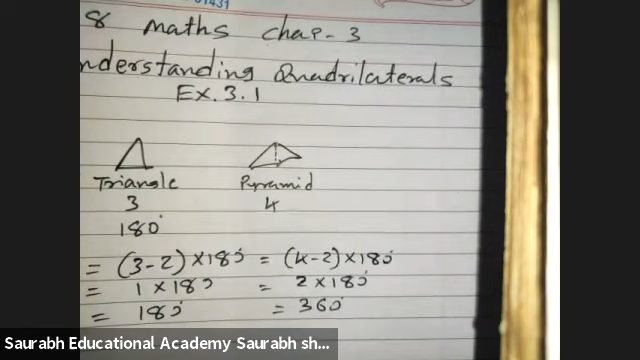 8 maths chap-3
nderstanding Quadrilaterals
Ex. 3.1
Triangle Pyramid
3 4
180°
= (3-2) ×180° = (4-2) ×180°
= 1 × 180° = 2 ×180°
= 180° = 360°
Saurabh Educational Academy Saurabh sh...